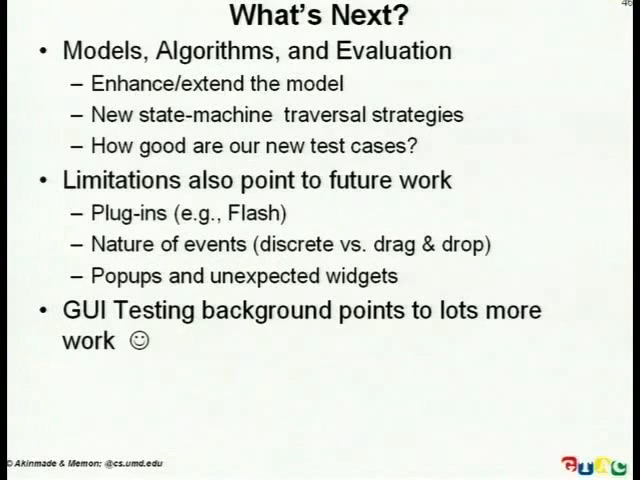 46
What's Next?
• Models, Algorithms, and Evaluation
– Enhance/extend the model
– New state-machine traversal strategies
– How good are our new test cases?
• Limitations also point to future work
– Plug-ins (e.g., Flash)
– Nature of events (discrete vs. drag & drop)
– Popups and unexpected widgets
• GUI Testing background points to lots more
work ☺
© Akinmade & Memon; @cs.umd.edu
GTAC